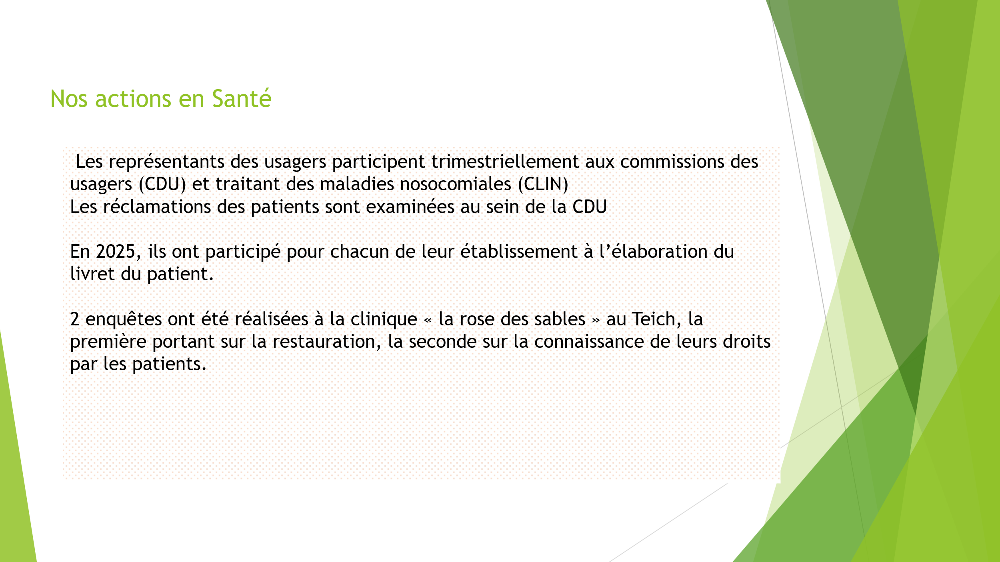 Nos actions en Santé
Les représentants des usagers participent trimestriellement aux commissions des
usagers (CDU) et traitant des maladies nosocomiales (CLIN)
Les réclamations des patients sont examinées au sein de la CDU
En 2025, ils ont participé pour chacun de leur établissement à l’élaboration du
livret du patient.
2 enquêtes ont été réalisées à la clinique « la rose des sables » au Teich, la
première portant sur la restauration, la seconde sur la connaissance de leurs droits
par les patients.